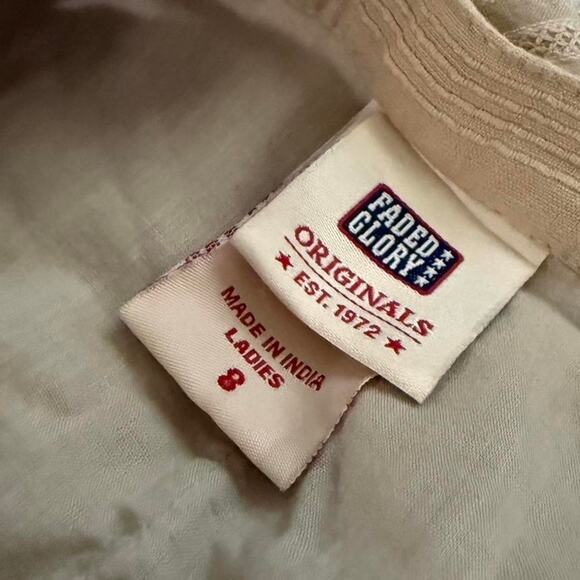 FADED
GLORY
ORIGINALS
EST. 1972
MADE IN INDIA
LADIES
8